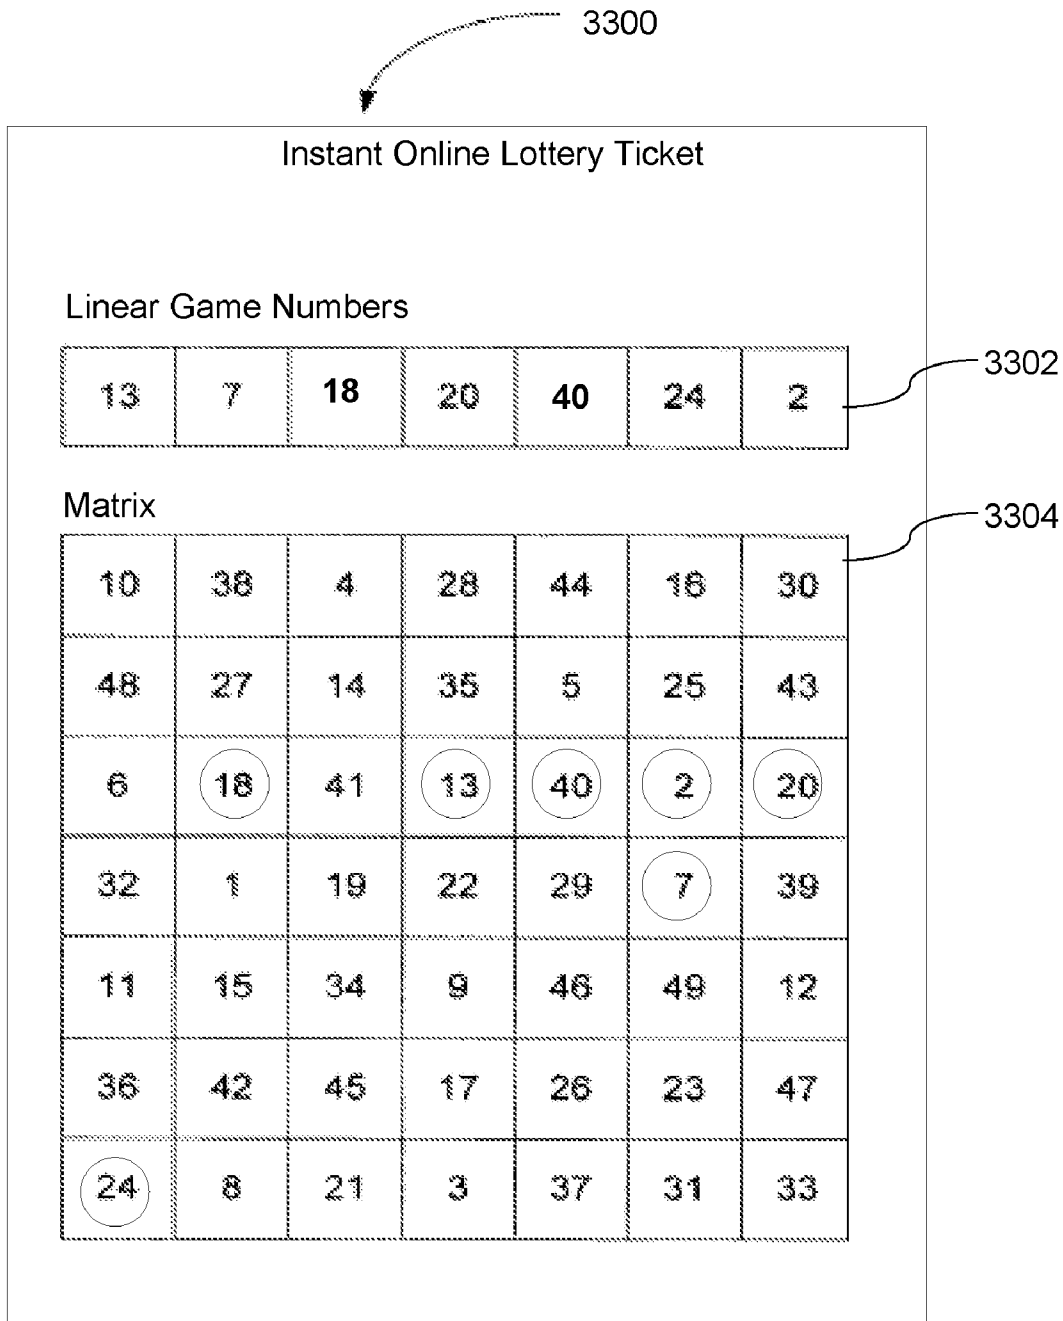 3300
Instant Online Lottery Ticket
Linear Game Numbers
13 7 18 20 40 24 2
3302
Matrix
3304
10 38 4 28 44 16 30
48 27 14 35 5 25 43
6 18 41 13 40 2 20
32 1 19 22 29 7 39
11 15 34 9 46 49 12
36 42 45 17 26 23 47
24 8 21 3 37 31 33